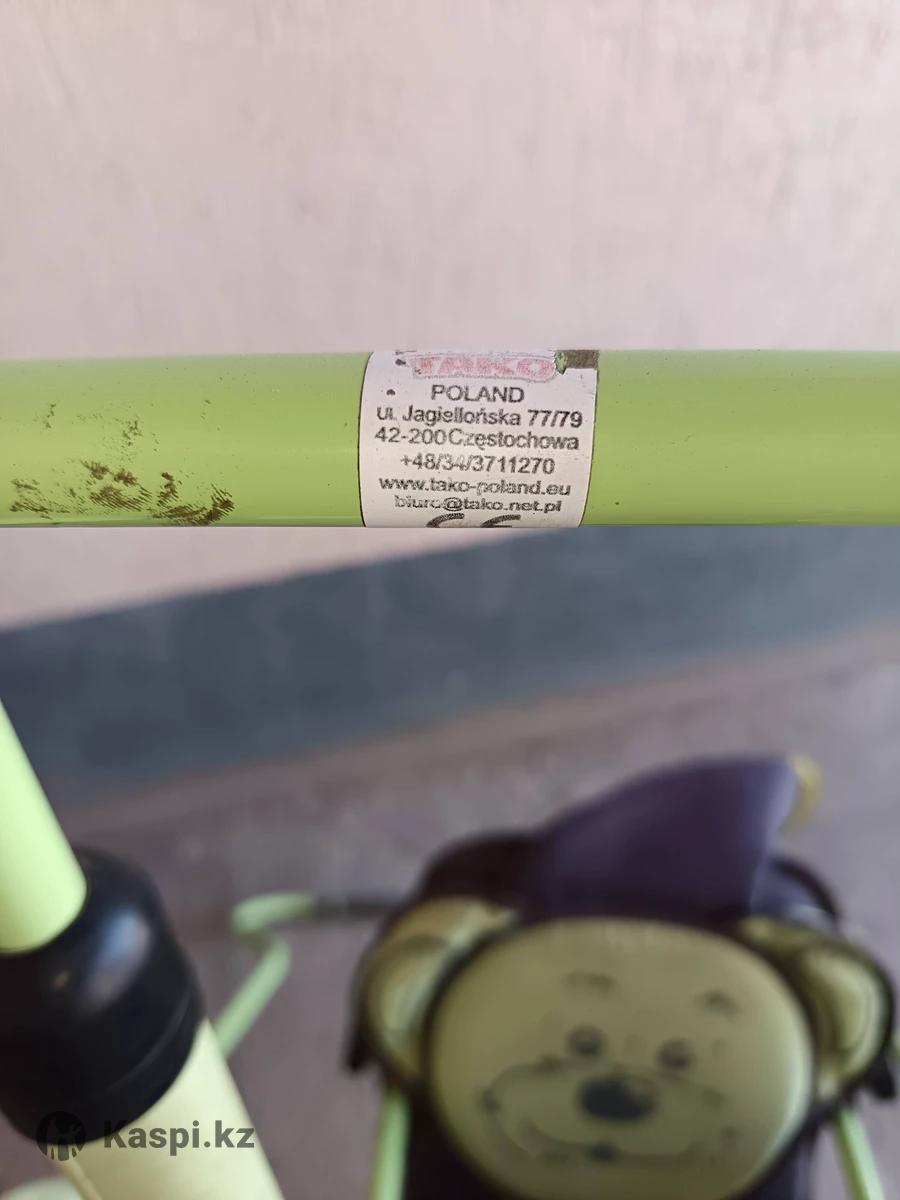 TAKO
POLAND
ul. Jagiellońska 77/79
42-200 Częstochowa
+48/34/3711270
www.tako-poland.eu
biuro@tako.net.pl
CE
Kaspi.kz